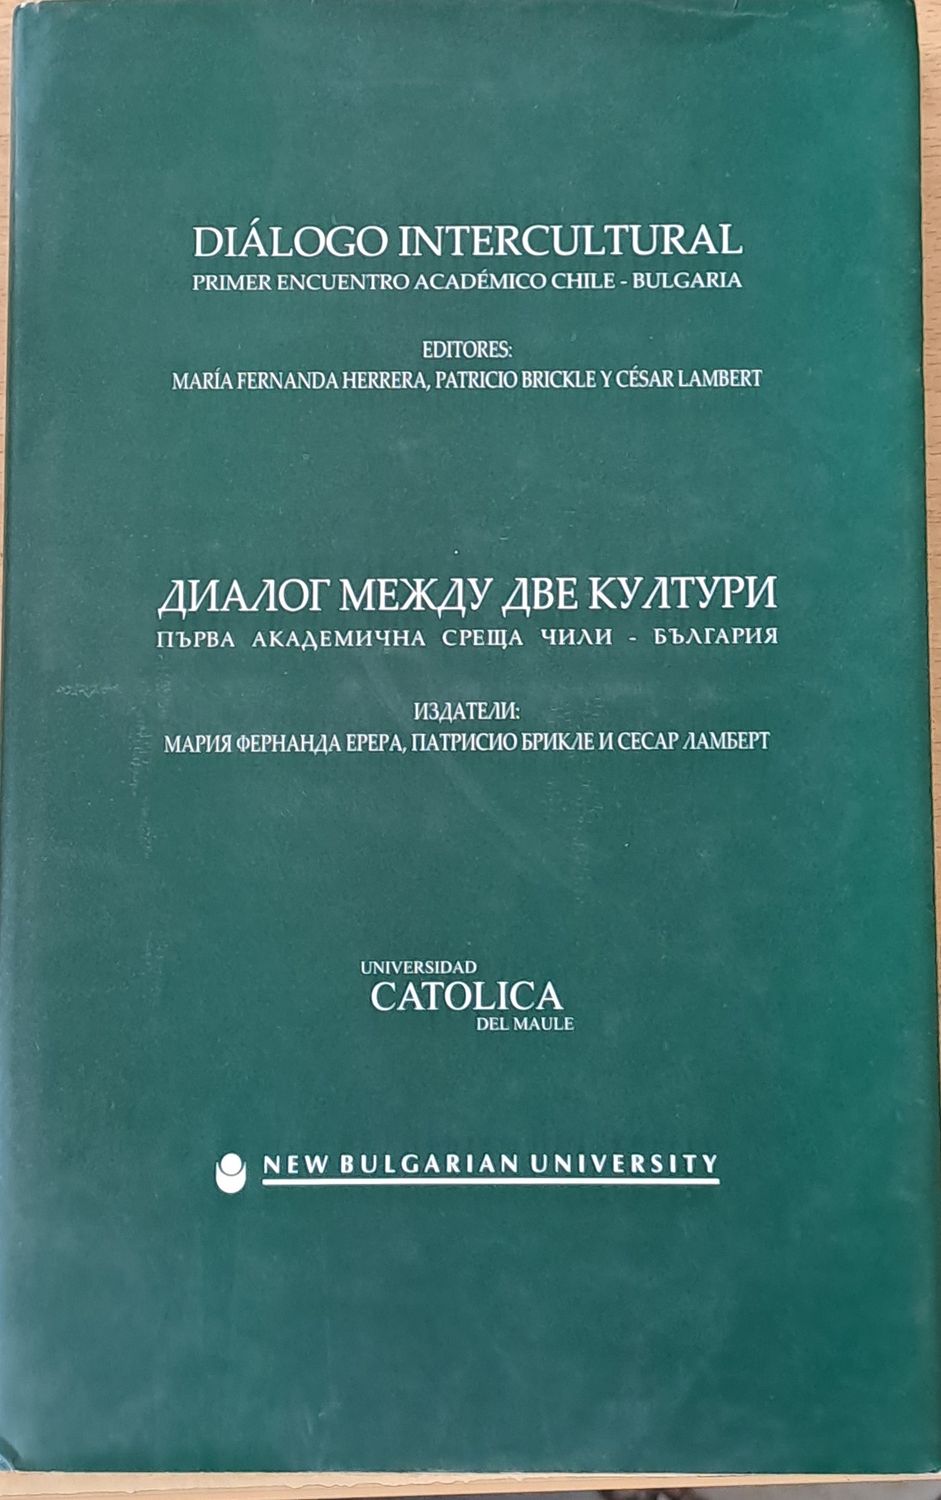 DIÁLOGO INTERCULTURAL
PRIMER ENCUENTRO ACADÉMICO CHILE - BULGARIA
EDITORES:
MARÍA FERNANDA HERRERA, PATRICIO BRICKLE Y CÉSAR LAMBERT
ДИАЛОГ МЕЖДУ ДВЕ КУЛТУРИ
ПЪРВА АКАДЕМИЧНА СРЕЩА ЧИЛИ - БЪЛГАРИЯ
ИЗДАТЕЛИ:
МАРИЯ ФЕРНАНДА ЕРЕРА, ПАТРИСИО БРИКЛЕ И СЕСАР ЛАМБЕРТ
UNIVERSIDAD
CATOLICA
DEL MAULE
NEW BULGARIAN UNIVERSITY